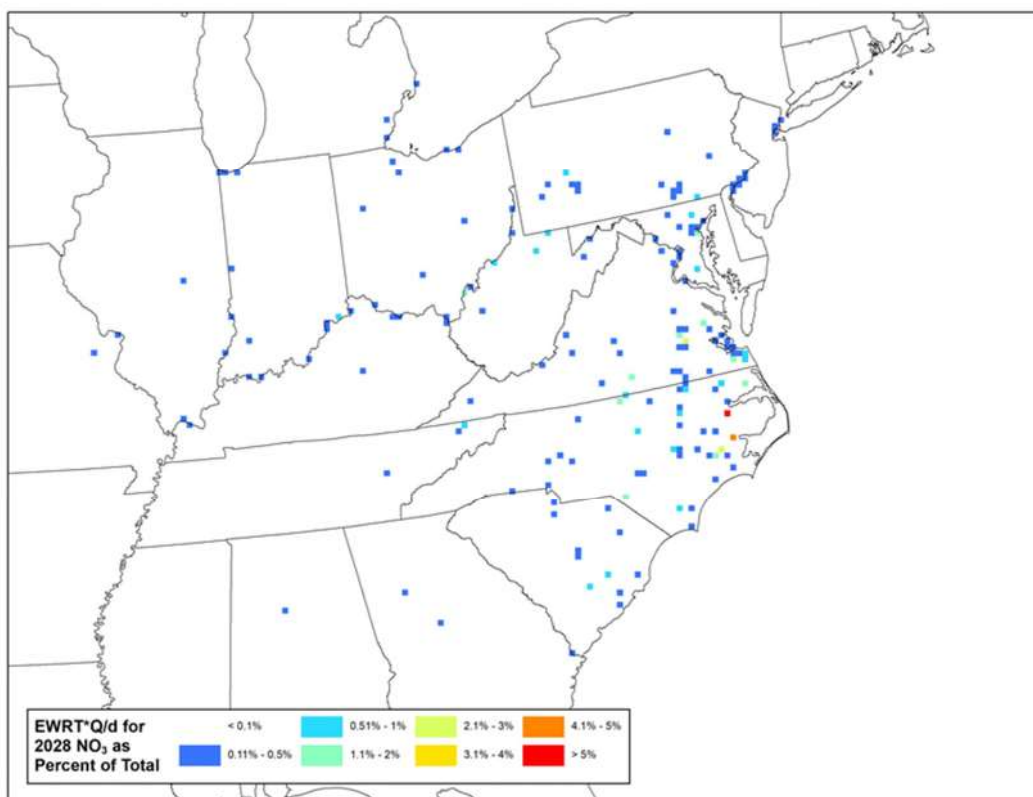 EWRT*Q/d for
2028 NO₃ as
Percent of Total
< 0.1%
0.11% - 0.5%
0.51% - 1%
1.1% - 2%
2.1% - 3%
3.1% - 4%
4.1% - 5%
> 5%